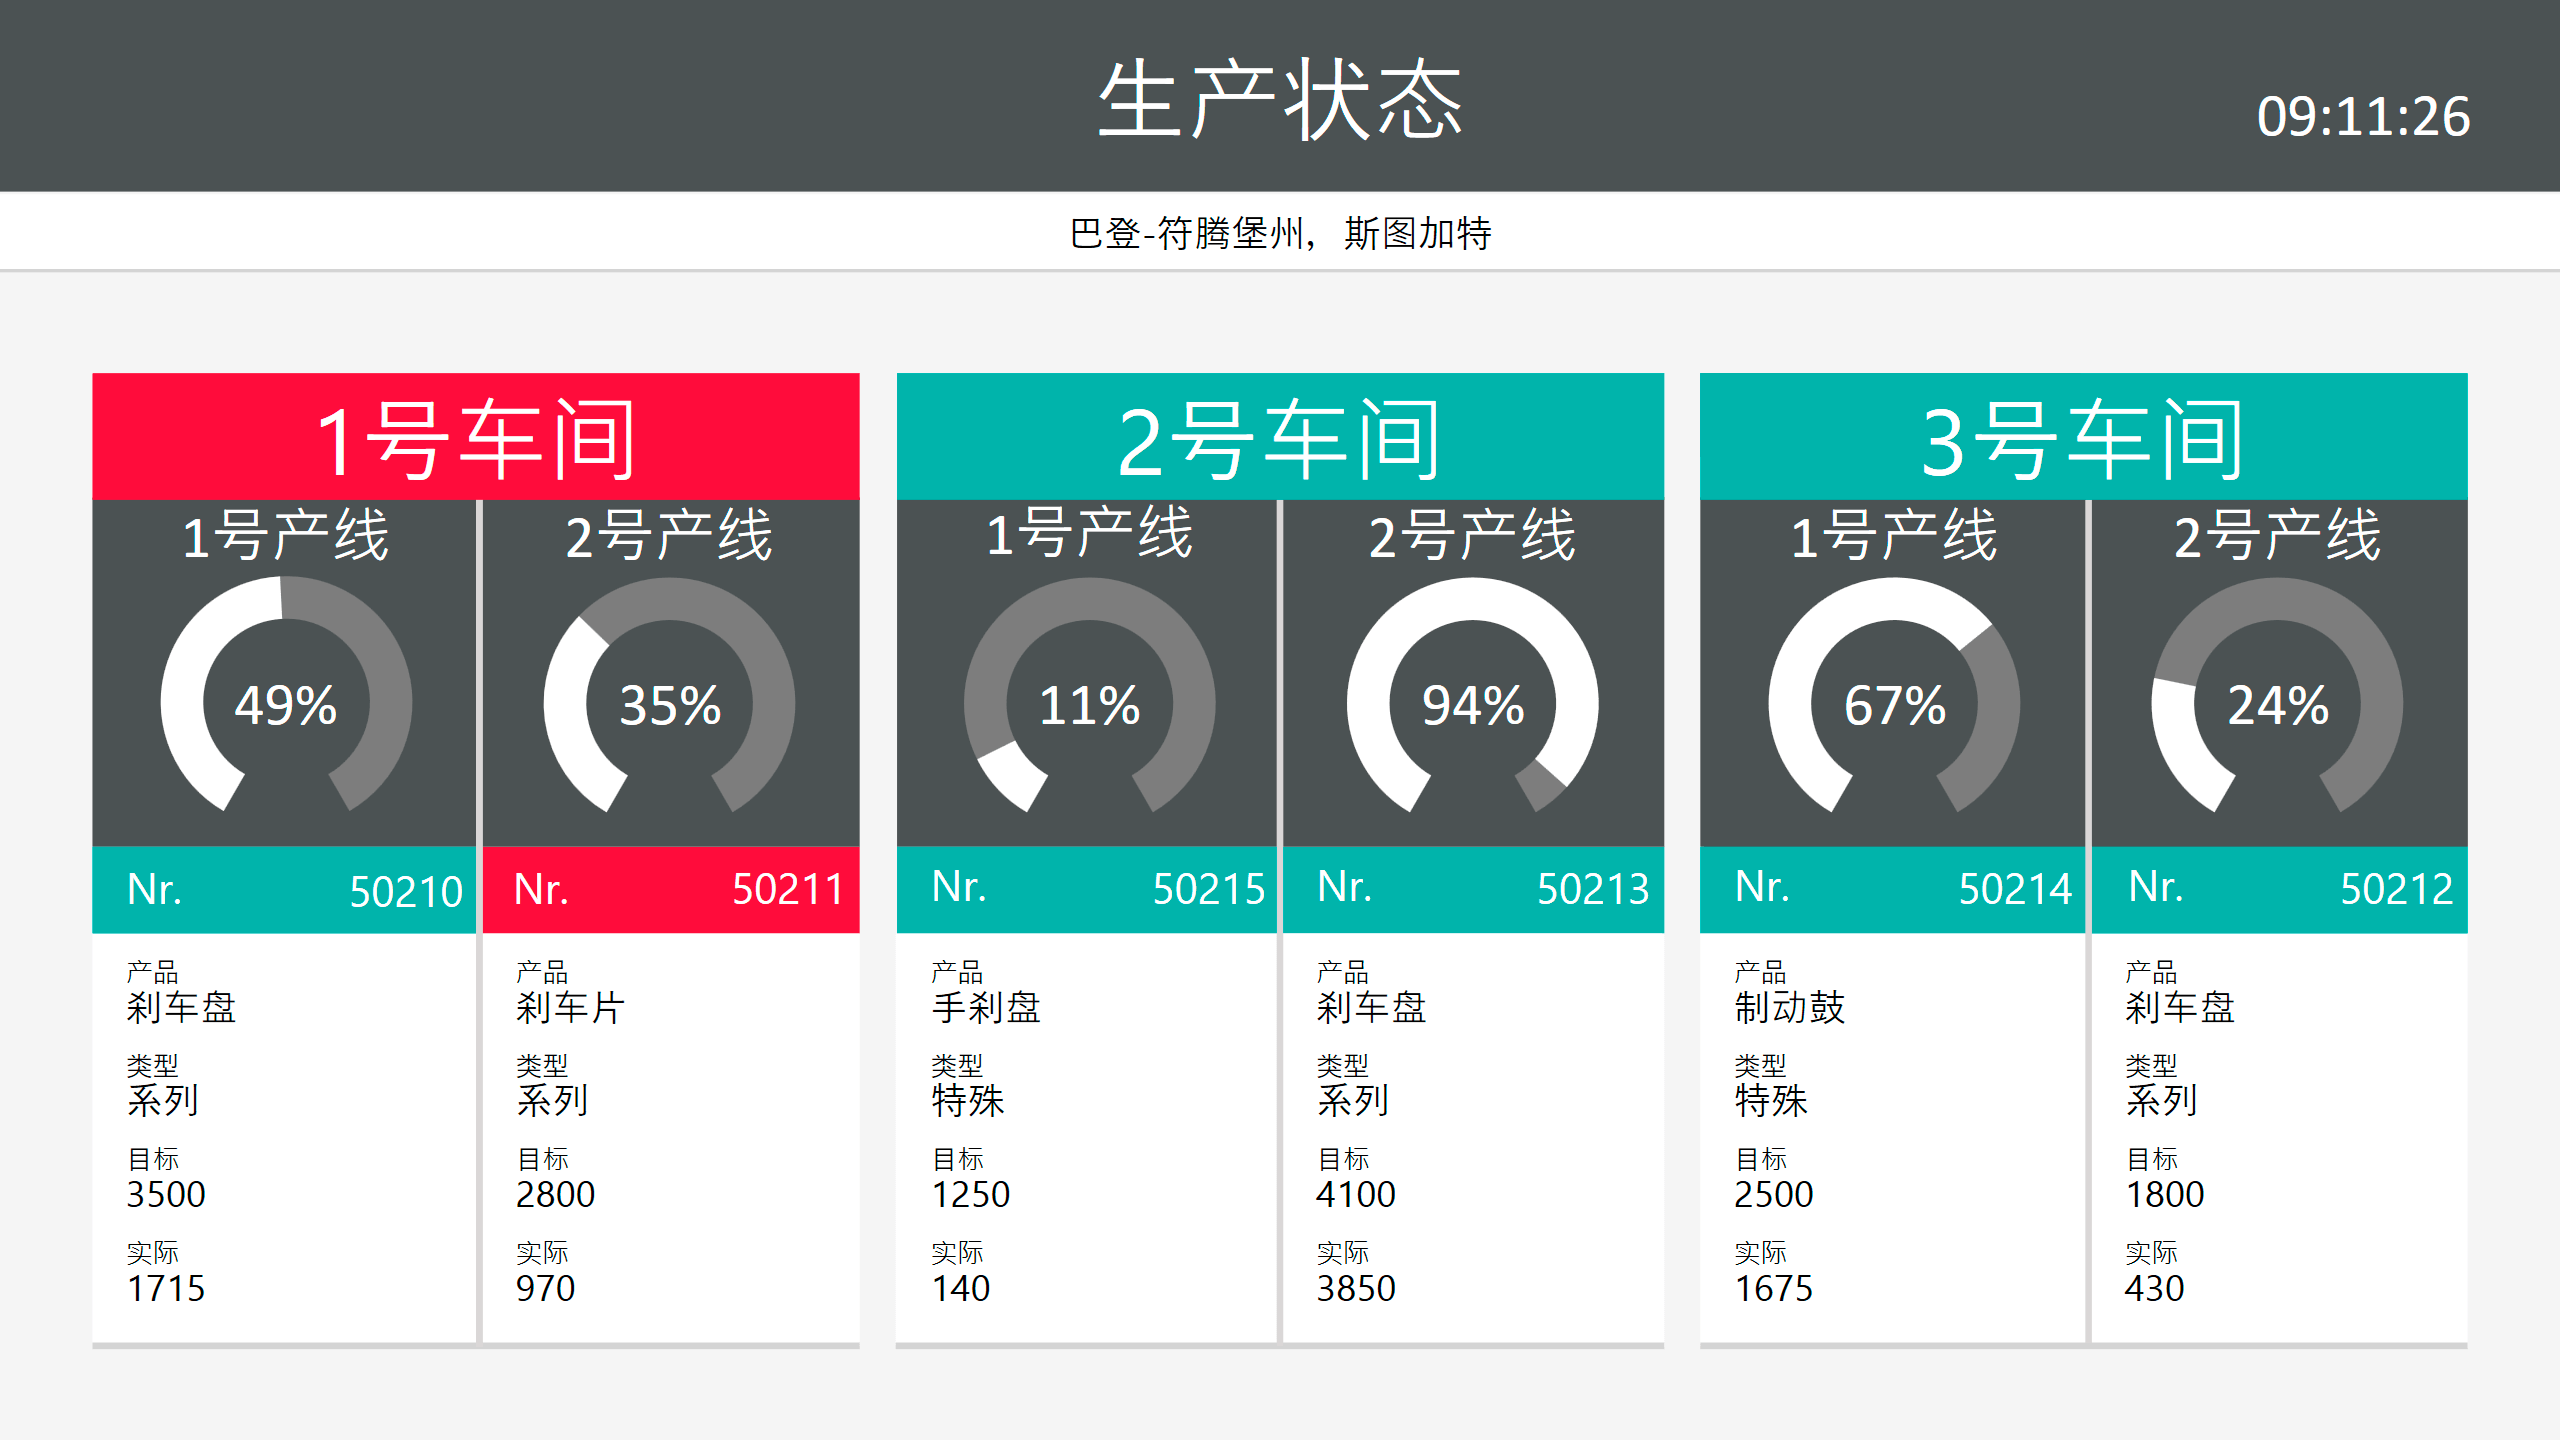 生产状态
09:11:26
巴登-符腾堡州，斯图加特
1号车间
1号产线
49%
Nr. 50210
产品
刹车盘
类型
系列
目标
3500
实际
1715
2号产线
35%
Nr. 50211
产品
刹车片
类型
系列
目标
2800
实际
970
2号车间
1号产线
11%
Nr. 50215
产品
手刹盘
类型
特殊
目标
1250
实际
140
2号产线
94%
Nr. 50213
产品
刹车盘
类型
系列
目标
4100
实际
3850
3号车间
1号产线
67%
Nr. 50214
产品
制动鼓
类型
特殊
目标
2500
实际
1675
2号产线
24%
Nr. 50212
产品
刹车盘
类型
系列
目标
1800
实际
430